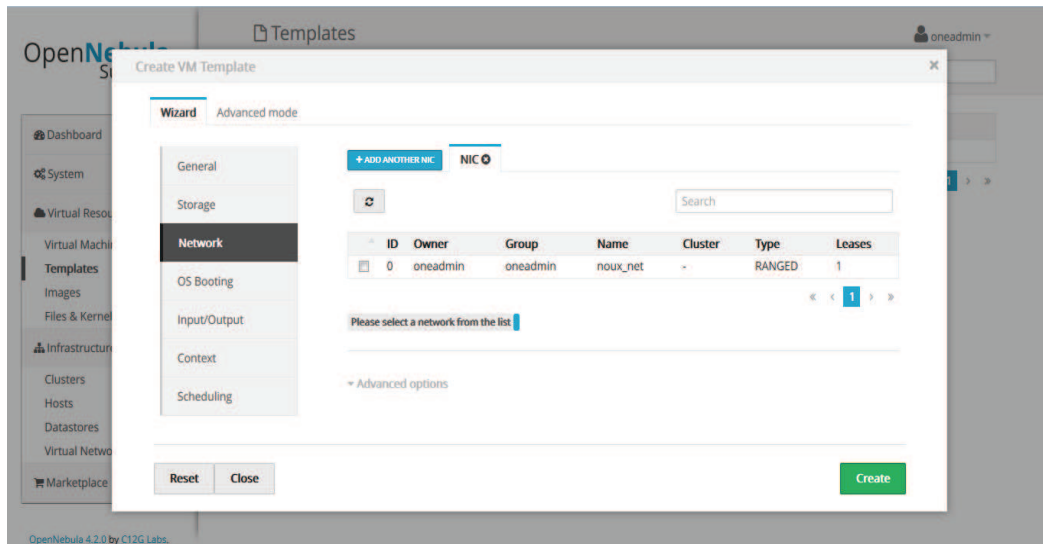 Templates
oneadmin
OpenNebula
Create VM Template
×
Wizard
Advanced mode
Dashboard
System
Virtual Resou
Virtual Machi
Templates
Images
Files & Kernel
Infrastructur
Clusters
Hosts
Datastores
Virtual Netwo
Marketplace
General
Storage
Network
OS Booting
Input/Output
Context
Scheduling
+ ADD ANOTHER NIC
NIC
Search
ID Owner Group Name Cluster Type Leases
0 oneadmin oneadmin noux_net - RANGED 1
« ‹ 1 › »
Please select a network from the list
Advanced options
Reset
Close
Create
OpenNebula 4.2.0 by C12G Labs.